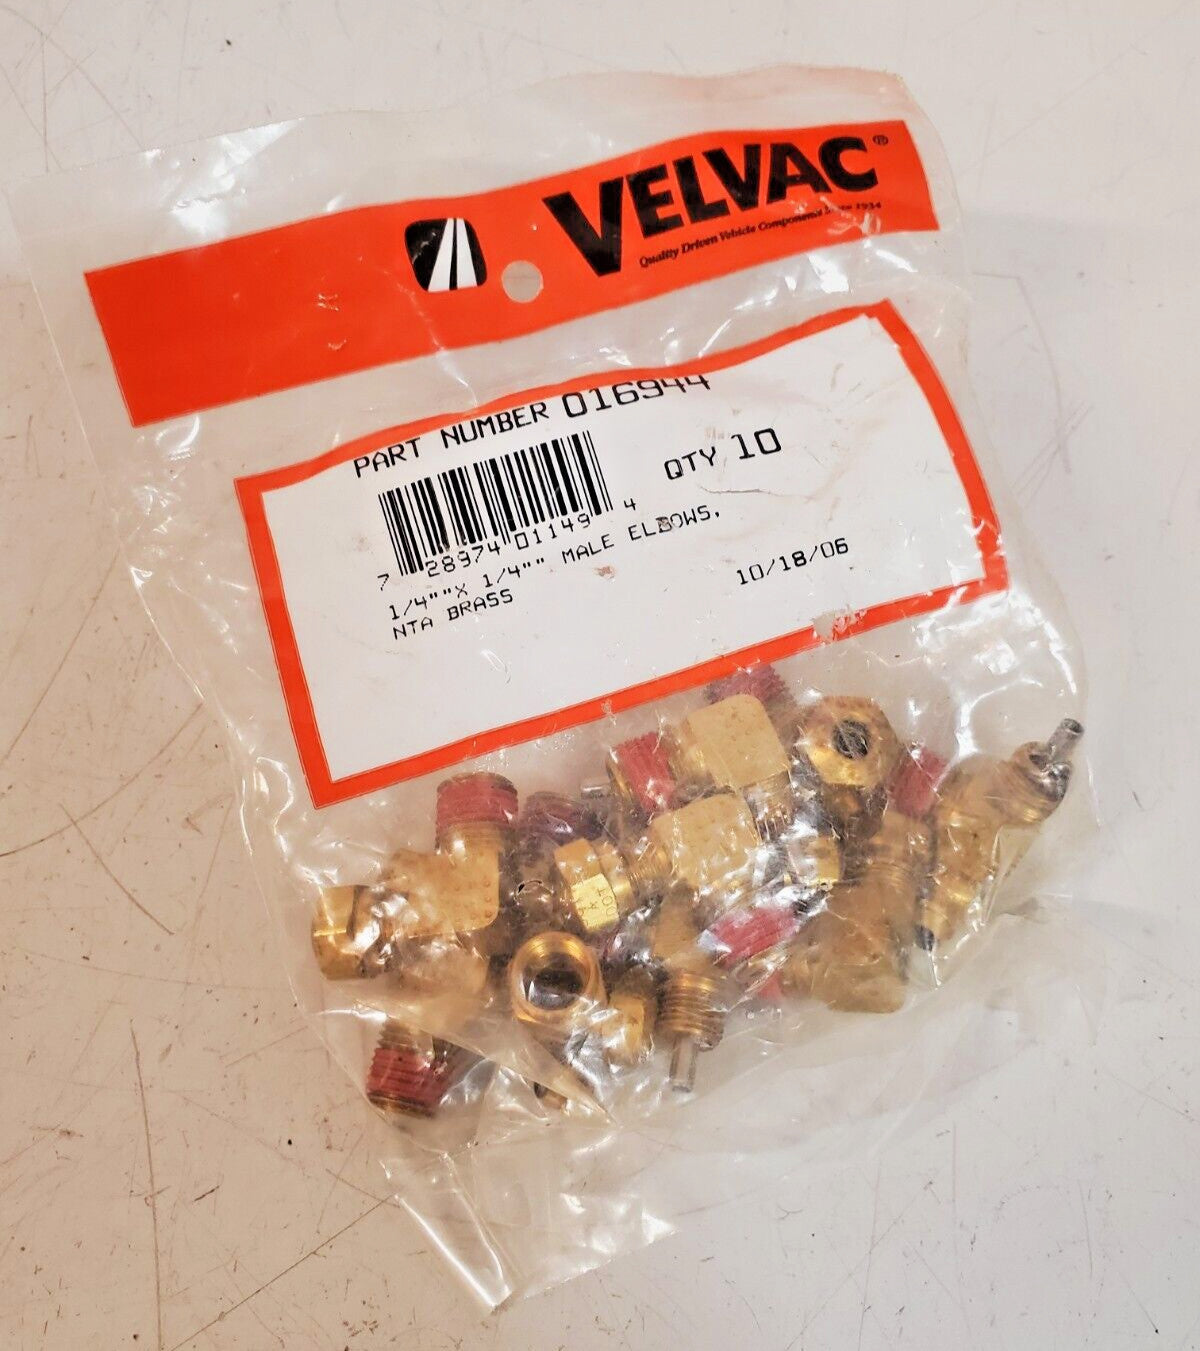 VELVAC®
Quality Driven Vehicle Components Since 1934
PART NUMBER 016944
QTY 10
7 28974 01149 4
1/4""X 1/4"" MALE ELBOWS,
NTA BRASS
10/18/06